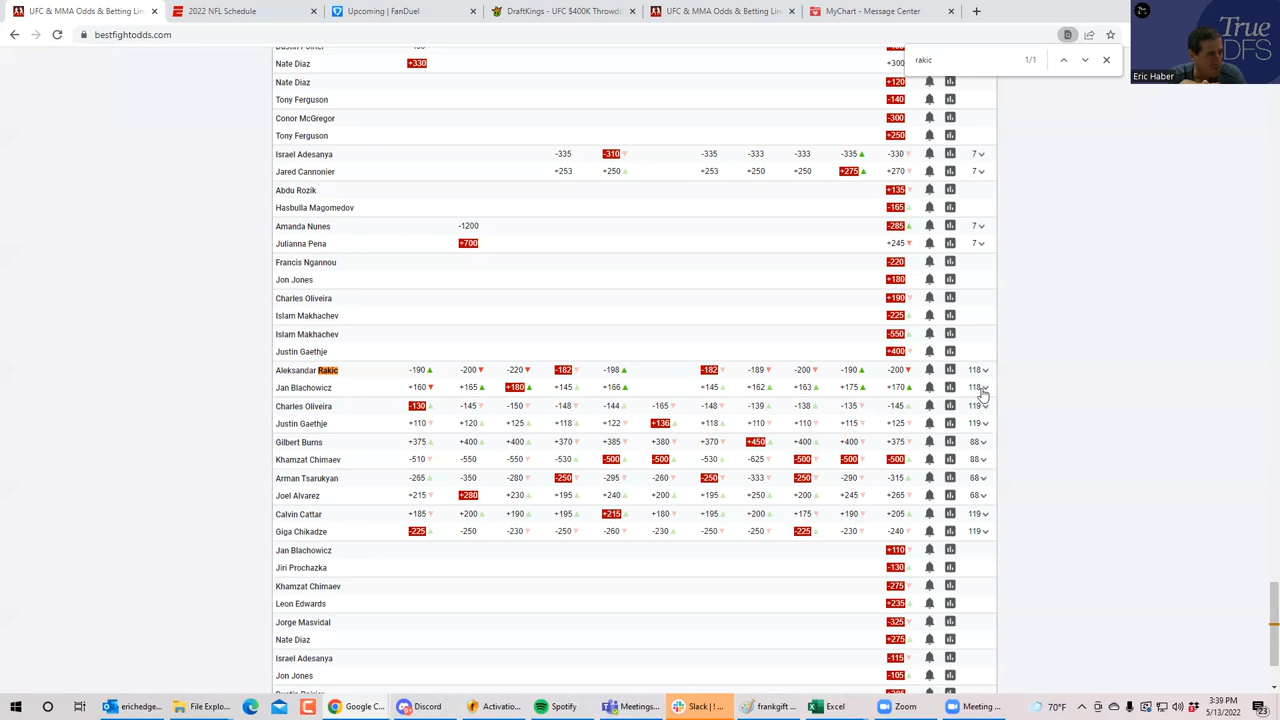 UFC & MMA Odds & Betting Lin
2022 NFL Schedule
Upcoming | FanDuel
DraftKings - UFC $400K Throwdo
UFC & MMA Odds & Betting Lin
MyChart - Message Center
bestfightodds.com
rakic 1/1
True DFS
Eric Haber
Nate Diaz +330 +300
Nate Diaz +120
Tony Ferguson -140
Conor McGregor -300
Tony Ferguson +250
Israel Adesanya -335 -310 -335 -333 -333 -335 -330 7
Jared Cannonier +253 +250 +253 +250 +250 +275 +270 7
Abdu Rozik +135
Hasbulla Magomedov -165
Amanda Nunes -1200 -285 7
Julianna Pena +700 +245 7
Francis Ngannou -220
Jon Jones +180
Charles Oliveira +190
Islam Makhachev -225
Islam Makhachev -550
Justin Gaethje +400
Aleksandar Rakic -190 -200 -220 -182 -198 -182 -200 -200 -190 -200 118
Jan Blachowicz +160 +165 +180 +145 +166 +145 +162 +163 +175 +170
Charles Oliveira -130 -145 -150 -148 -144 -165 -148 -139 -138 -135 -145 119
Justin Gaethje +110 +120 +125 +118 +122 +136 +118 +110 +110 +115 +125 119
Gilbert Burns +375 +400 +400 +370 +385 +380 +370 +450 +400 +400 +375 88
Khamzat Chimaev -510 -550 -530 -500 -500 -530 -625 -500 -500 -500 88
Arman Tsarukyan -265 -350 -280 -250 -295 -260 -250 -333 -250 -290 -315 68
Joel Alvarez +215 +280 +230 +195 +240 +200 +195 +250 +200 +245 +265 68
Calvin Cattar +185 +200 +190 +195 +215 +180 +195 +200 +175 +190 +205 119
Giga Chikadze -225 -250 -230 -250 -260 -230 -250 -250 -225 -230 -240 119
Jan Blachowicz +110
Jiri Prochazka -130
Khamzat Chimaev -275
Leon Edwards +235
Jorge Masvidal -325
Nate Diaz +275
Israel Adesanya -115
Jon Jones -105
erichedge...
File Explo...
Google C...
Discord
Activatio...
Spotify
Meeting ...
Slack | !...
franti.gift...
Excel
Zoom
Meeting ...
70°F
3:39 PM
5/13/2022
23